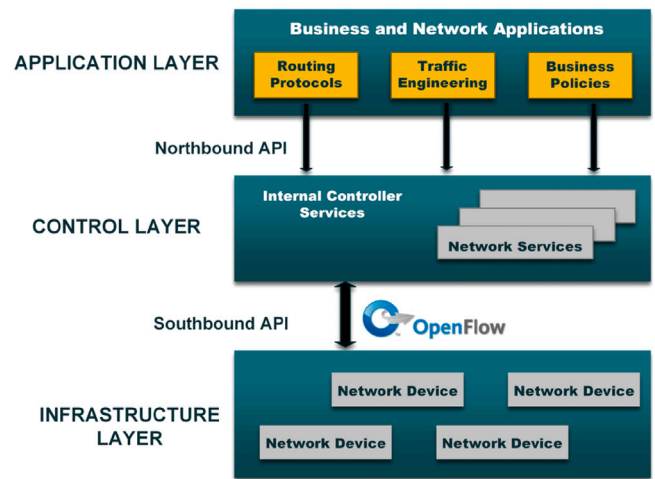 Business and Network Applications
APPLICATION LAYER
Routing
Protocols
Traffic
Engineering
Business
Policies
Northbound API
Internal Controller
Services
CONTROL LAYER
Network Services
Southbound API
OpenFlow
Network Device
Network Device
INFRASTRUCTURE
LAYER
Network Device
Network Device